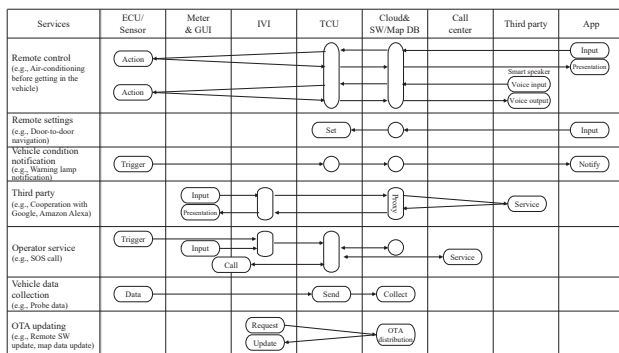 Services
ECU/
Sensor
Meter
& GUI
IVI
TCU
Cloud&
SW/Map DB
Call
center
Third party
App
Remote control
(e.g., Air-conditioning
before getting in the
vehicle)
Action
Action
Input
Presentation
Smart speaker
Voice input
Voice output
Remote settings
(e.g., Door-to-door
navigation)
Set
Input
Vehicle condition
notification
(e.g., Warning lamp
notification)
Trigger
Notify
Third party
(e.g., Cooperation with
Google, Amazon Alexa)
Input
Presentation
Proxy
Service
Operator service
(e.g., SOS call)
Trigger
Input
Call
Service
Vehicle data
collection
(e.g., Probe data)
Data
Send
Collect
OTA updating
(e.g., Remote SW
update, map data update)
Request
Update
OTA
distribution